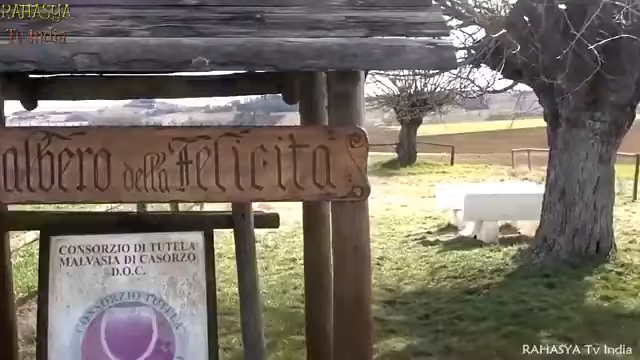 RAHASYA
Tv India
albero della Felicità
CONSORZIO DI TUTELA
MALVASIA DI CASORZO
D.O.C.
CONSORZIO TUTELA
RAHASYA Tv India